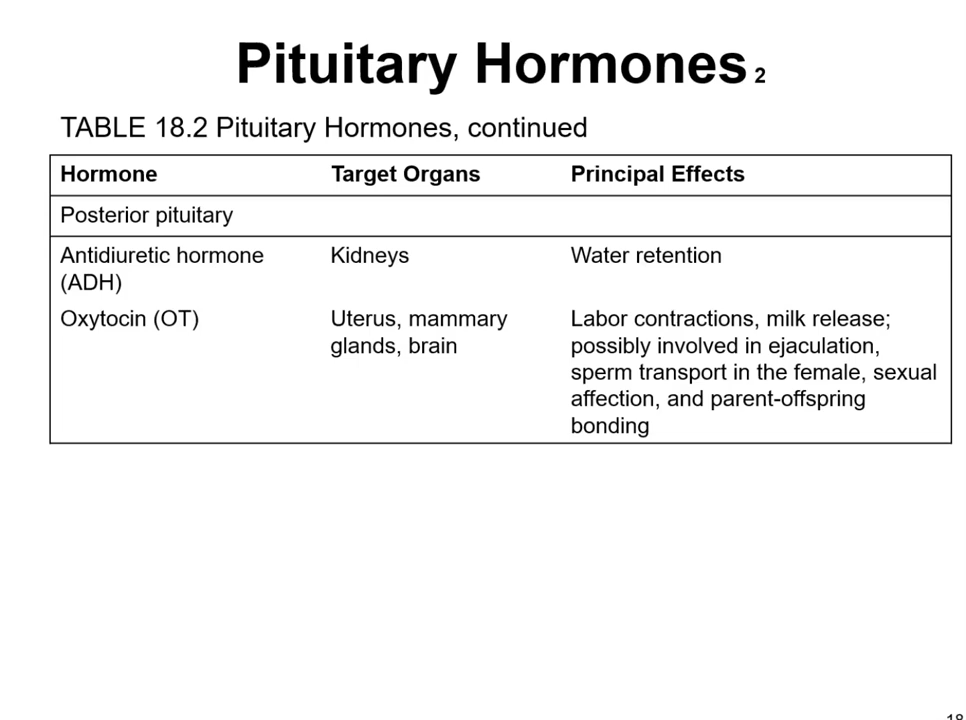 Pituitary Hormones 2
TABLE 18.2 Pituitary Hormones, continued
Hormone Target Organs Principal Effects
Posterior pituitary
Antidiuretic hormone Kidneys Water retention
(ADH)
Oxytocin (OT) Uterus, mammary Labor contractions, milk release;
glands, brain possibly involved in ejaculation,
sperm transport in the female, sexual
affection, and parent-offspring
bonding